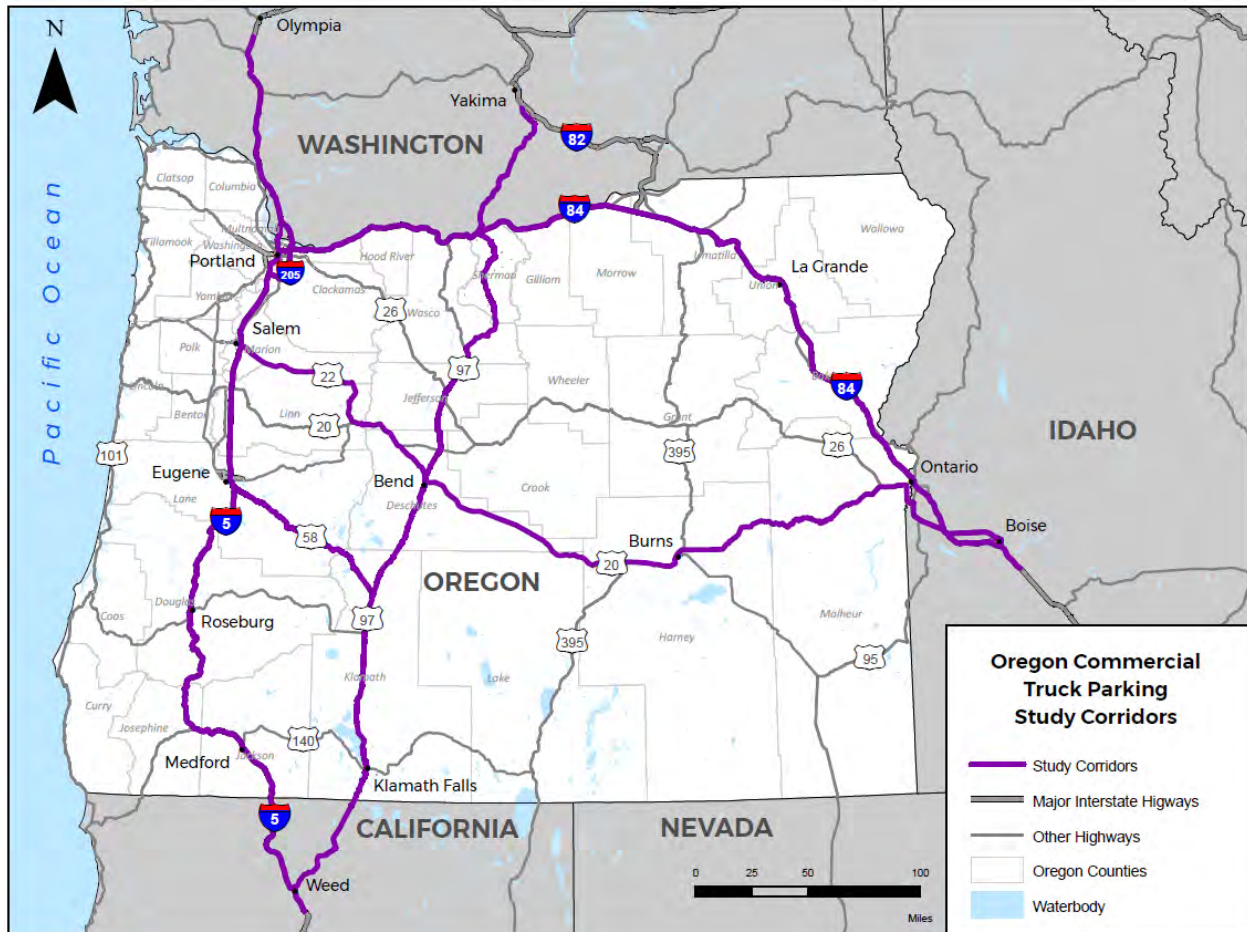 N
Olympia
Yakima
82
WASHINGTON
Clatsop
Columbia
84
Wallowa
Pacific Ocean
Multnomah
Tillamook
Washington
Portland
Hood River
Umatilla
205
Sherman
Gilliam
Morrow
La Grande
Union
Clackamas
Yamhill
26
Wasco
Salem
Marion
Polk
97
22
Wheeler
Jefferson
84
Lincoln
Benton
Linn
20
Grant
26
IDAHO
101
395
Eugene
Bend
Crook
Ontario
Lane
Deschutes
5
58
Burns
Boise
20
OREGON
Douglas
Roseburg
97
Malheur
Coos
395
Harney
95
Klamath
Lake
Curry
Josephine
140
Medford
Jackson
Klamath Falls
5
CALIFORNIA
NEVADA
Weed
0 25 50 100
Miles
Oregon Commercial
Truck Parking
Study Corridors
Study Corridors
Major Interstate Higways
Other Highways
Oregon Counties
Waterbody